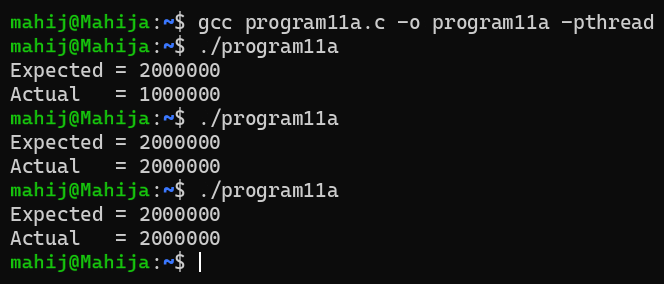 mahij@Mahija:~$ gcc program11a.c -o program11a -pthread
mahij@Mahija:~$ ./program11a
Expected = 2000000
Actual   = 1000000
mahij@Mahija:~$ ./program11a
Expected = 2000000
Actual   = 2000000
mahij@Mahija:~$ ./program11a
Expected = 2000000
Actual   = 2000000
mahij@Mahija:~$